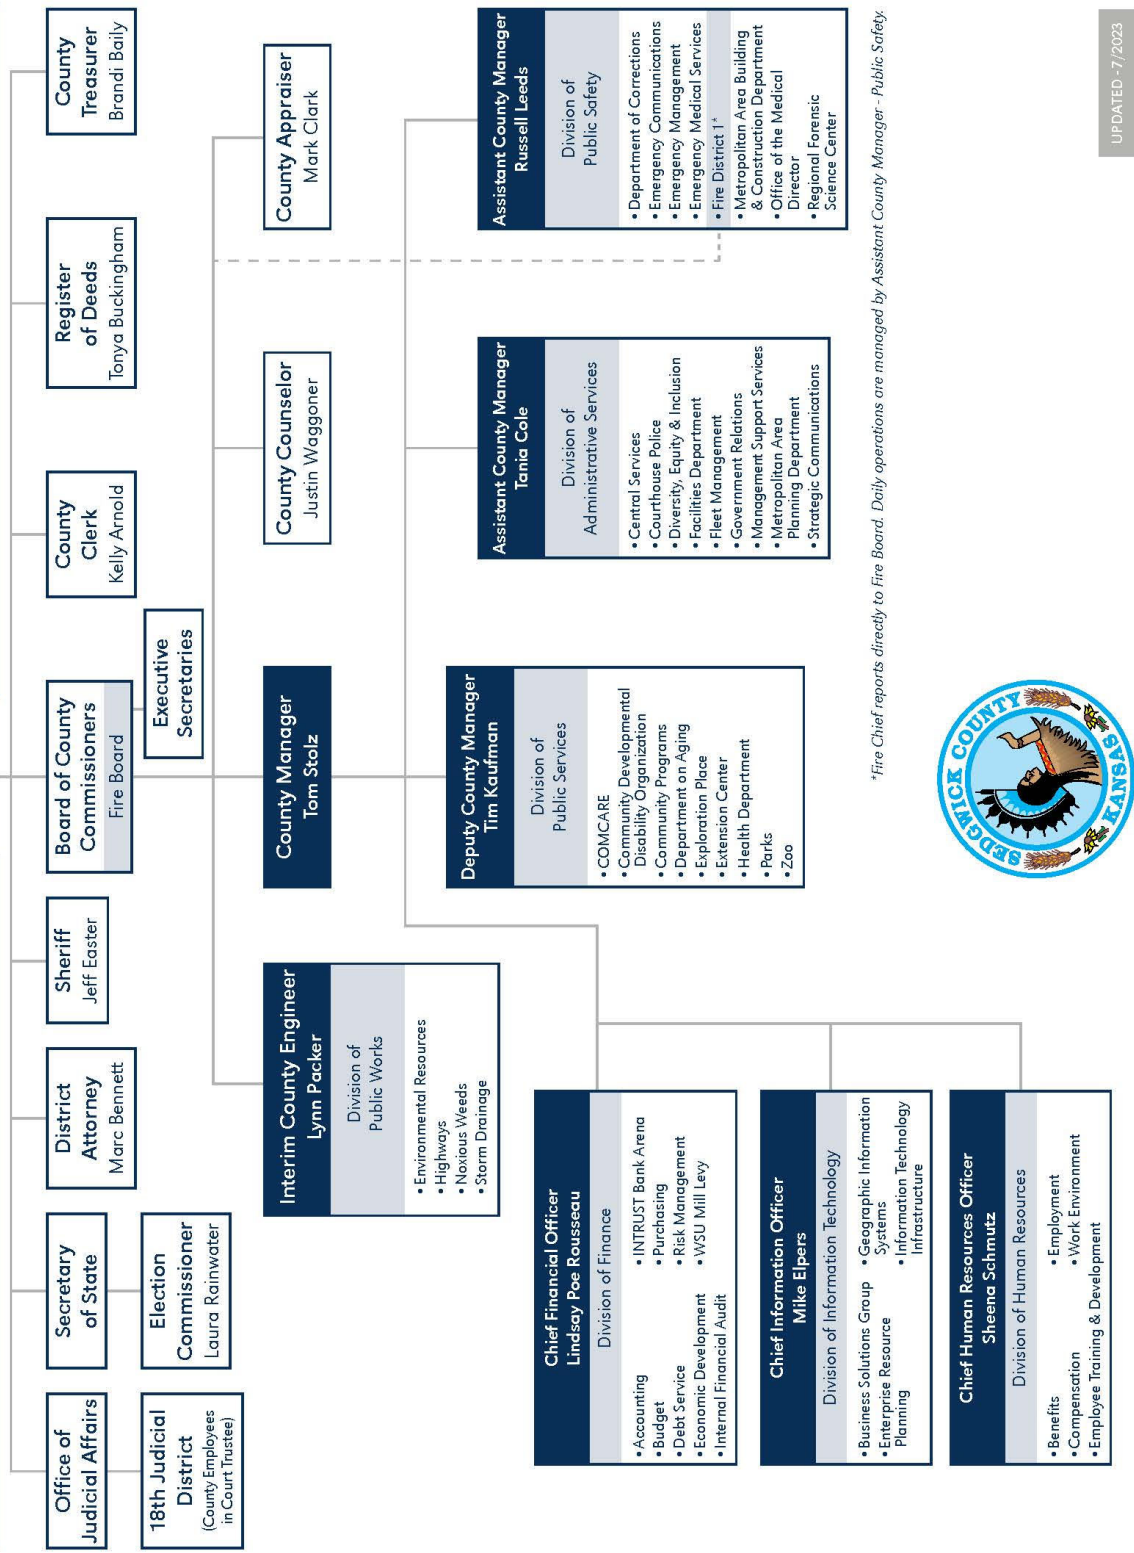 Office of
Judicial Affairs
18th Judicial
District
(County Employees
in Court Trustee)
Secretary
of State
Election
Commissioner
Laura Rainwater
District
Attorney
Marc Bennett
Sheriff
Jeff Easter
Board of County
Commissioners
Fire Board
Executive
Secretaries
County
Clerk
Kelly Arnold
Register
of Deeds
Tonya Buckingham
County
Treasurer
Brandi Baily
Interim County Engineer
Lynn Packer
Division of
Public Works
• Environmental Resources
• Highways
• Noxious Weeds
• Storm Drainage
County Manager
Tom Stolz
County Counselor
Justin Waggoner
County Appraiser
Mark Clark
Deputy County Manager
Tim Kaufman
Division of
Public Services
• COMCARE
• Community Developmental
Disability Organization
• Community Programs
• Department on Aging
• Exploration Place
• Extension Center
• Health Department
• Parks
• Zoo
Assistant County Manager
Tania Cole
Division of
Administrative Services
• Central Services
• Courthouse Police
• Diversity, Equity & Inclusion
• Facilities Department
• Fleet Management
• Government Relations
• Management Support Services
• Metropolitan Area
Planning Department
• Strategic Communications
Assistant County Manager
Russell Leeds
Division of
Public Safety
• Department of Corrections
• Emergency Communications
• Emergency Management
• Emergency Medical Services
• Fire District 1*
• Metropolitan Area Building
& Construction Department
• Office of the Medical
Director
• Regional Forensic
Science Center
Chief Financial Officer
Lindsay Poe Rousseau
Division of Finance
• Accounting
• Budget
• Debt Service
• Economic Development
• Internal Financial Audit
• INTRUST Bank Arena
• Purchasing
• Risk Management
• WSU Mill Levy
Chief Information Officer
Mike Elpers
Division of Information Technology
• Business Solutions Group
• Enterprise Resource
Planning
• Geographic Information
Systems
• Information Technology
Infrastructure
Chief Human Resources Officer
Sheena Schmutz
Division of Human Resources
• Benefits
• Compensation
• Employee Training & Development
• Employment
• Work Environment
*Fire Chief reports directly to Fire Board. Daily operations are managed by Assistant County Manager - Public Safety.
SEDGWICK COUNTY
KANSAS
UPDATED -7/2023